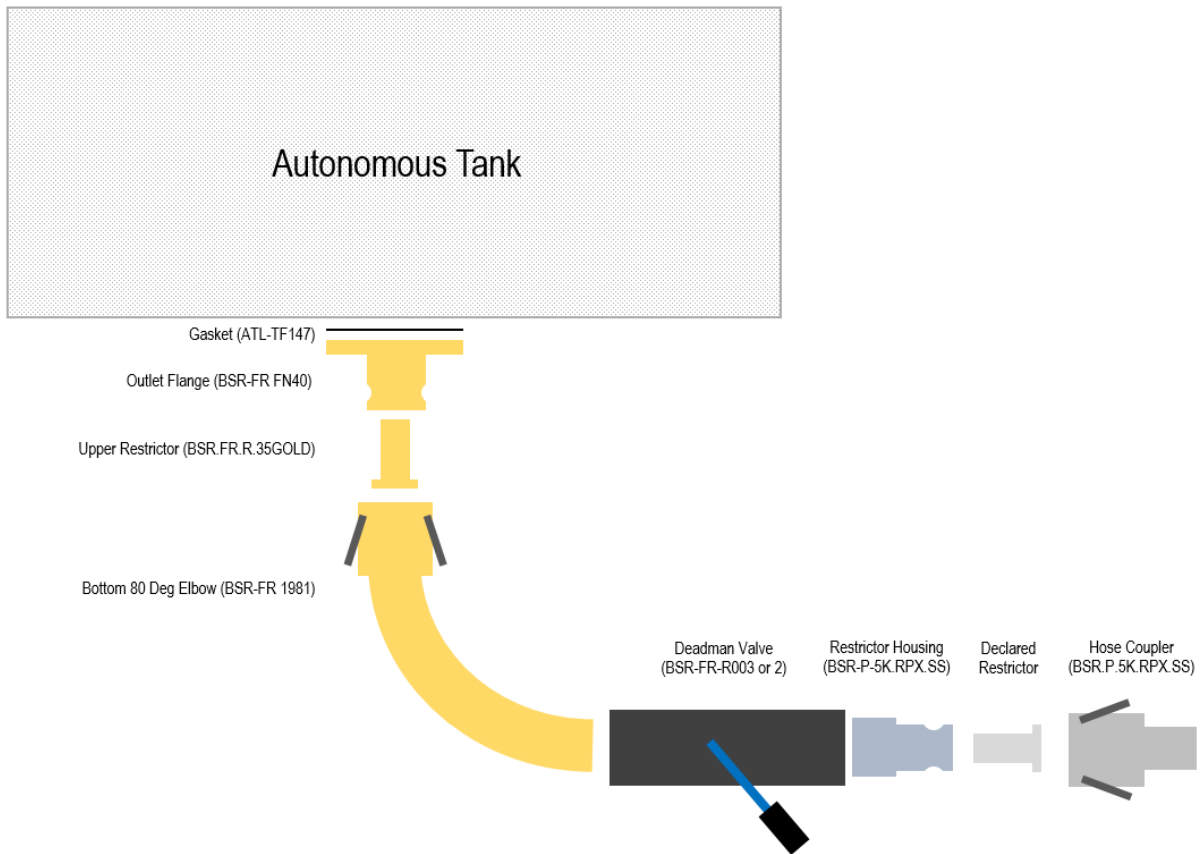 Autonomous Tank
Gasket (ATL-TF147)
Outlet Flange (BSR-FR FN40)
Upper Restrictor (BSR.FR.R.35GOLD)
Bottom 80 Deg Elbow (BSR-FR 1981)
Deadman Valve
(BSR-FR-R003 or 2)
Restrictor Housing
(BSR-P-5K.RPX.SS)
Declared
Restrictor
Hose Coupler
(BSR.P.5K.RPX.SS)